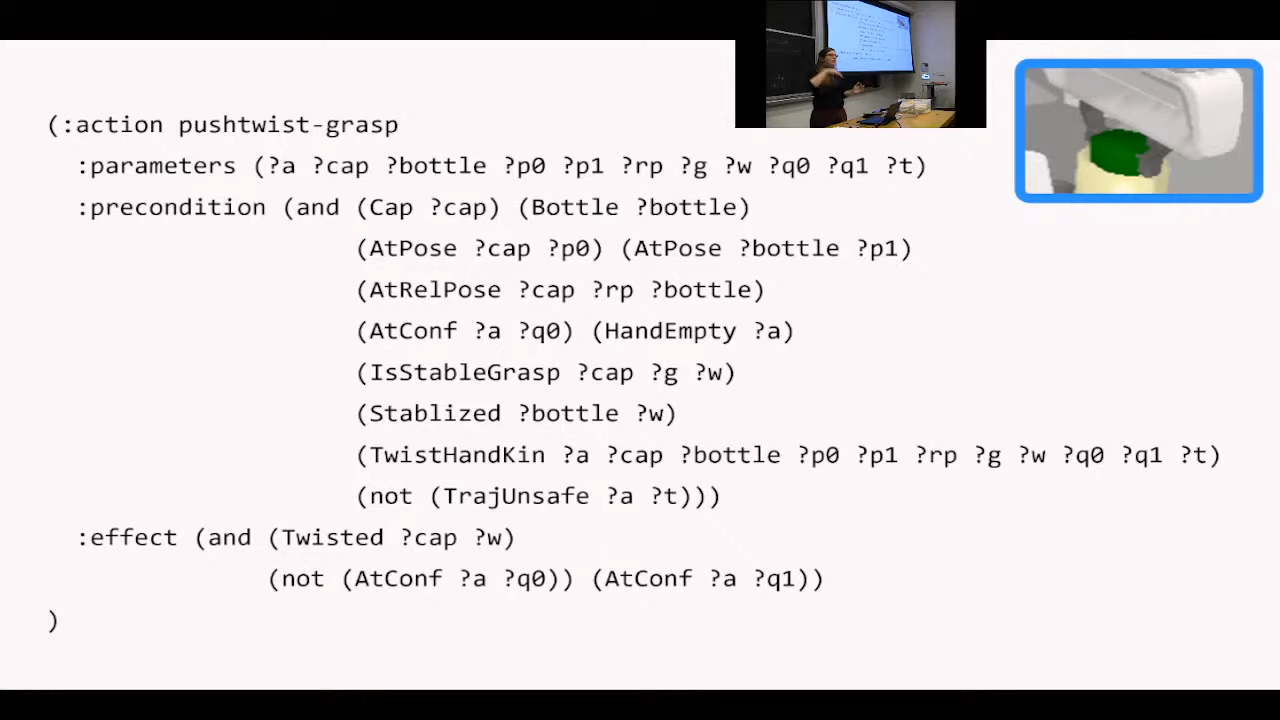 (:action pushtwist-grasp
:parameters (?a ?cap ?bottle ?p0 ?p1 ?rp ?g ?w ?q0 ?q1 ?t)
:precondition (and (Cap ?cap) (Bottle ?bottle)
(AtPose ?cap ?p0) (AtPose ?bottle ?p1)
(AtRelPose ?cap ?rp ?bottle)
(AtConf ?a ?q0) (HandEmpty ?a)
(IsStableGrasp ?cap ?g ?w)
(Stablized ?bottle ?w)
(TwistHandKin ?a ?cap ?bottle ?p0 ?p1 ?rp ?g ?w ?q0 ?q1 ?t)
(not (TrajUnsafe ?a ?t)))
:effect (and (Twisted ?cap ?w)
(not (AtConf ?a ?q0)) (AtConf ?a ?q1))
)